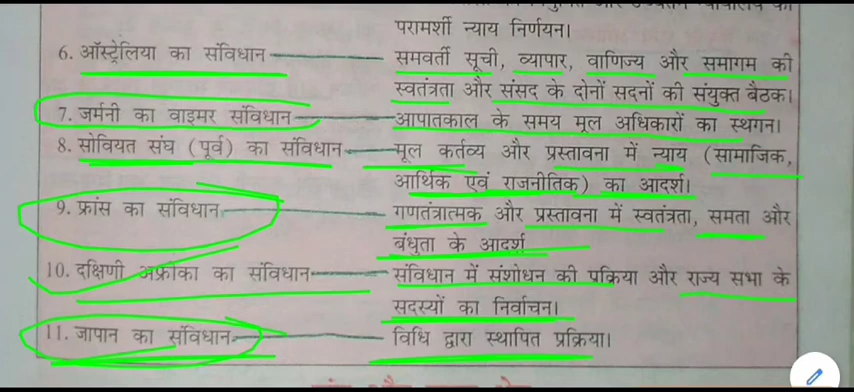 परामर्शी न्याय निर्णयन।
6. ऑस्ट्रेलिया का संविधान समवर्ती सूची, व्यापार, वाणिज्य और समागम की
स्वतंत्रता और संसद के दोनों सदनों की संयुक्त बैठक।
7. जर्मनी का वाइमर संविधान आपातकाल के समय मूल अधिकारों का स्थगन।
8. सोवियत संघ (पूर्व) का संविधान मूल कर्तव्य और प्रस्तावना में न्याय (सामाजिक,
आर्थिक एवं राजनीतिक) का आदर्श।
9. फ्रांस का संविधान गणतंत्रात्मक और प्रस्तावना में स्वतंत्रता, समता और
बंधुता के आदर्श
10. दक्षिणी अफ्रीका का संविधान संविधान में संशोधन की प्रक्रिया और राज्य सभा के
सदस्यों का निर्वाचन।
11. जापान का संविधान विधि द्वारा स्थापित प्रक्रिया।